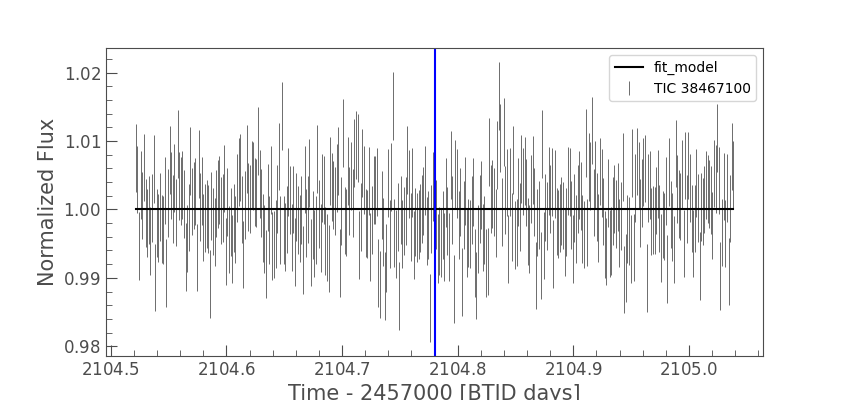 1.02
1.01
1.00
0.99
0.98
Normalized Flux
fit_model
TIC 38467100
2104.5 2104.6 2104.7 2104.8 2104.9 2105.0
Time - 2457000 [BTJD days]